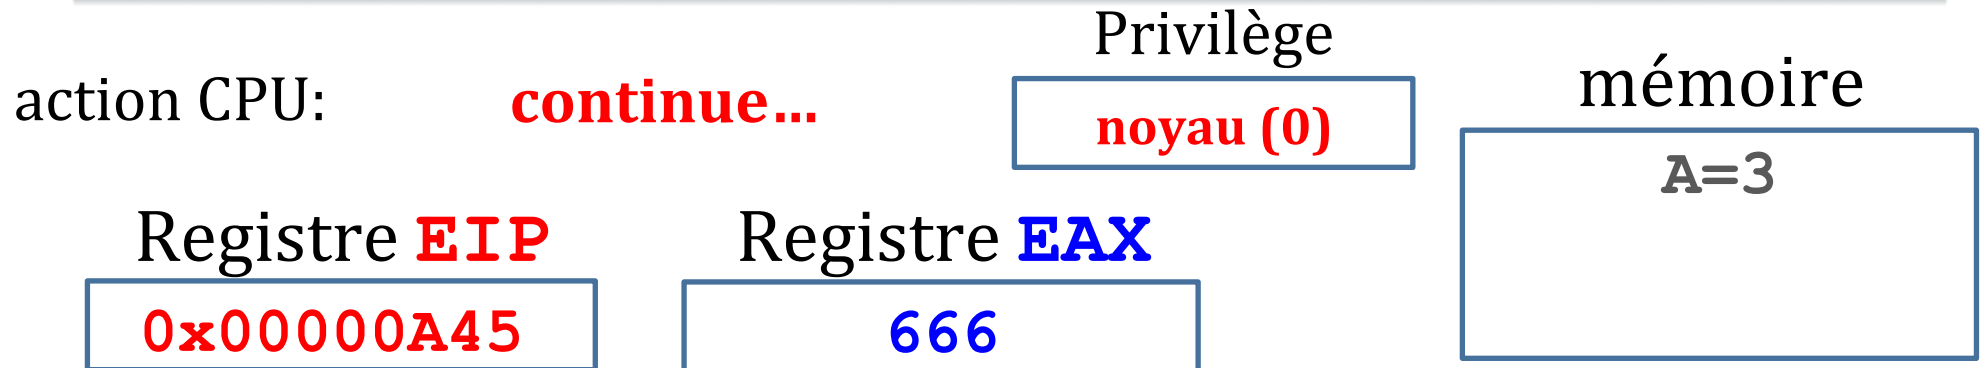 Privilège
action CPU: continue...
noyau (0)
mémoire
A=3
Registre EIP
0x00000A45
Registre EAX
666